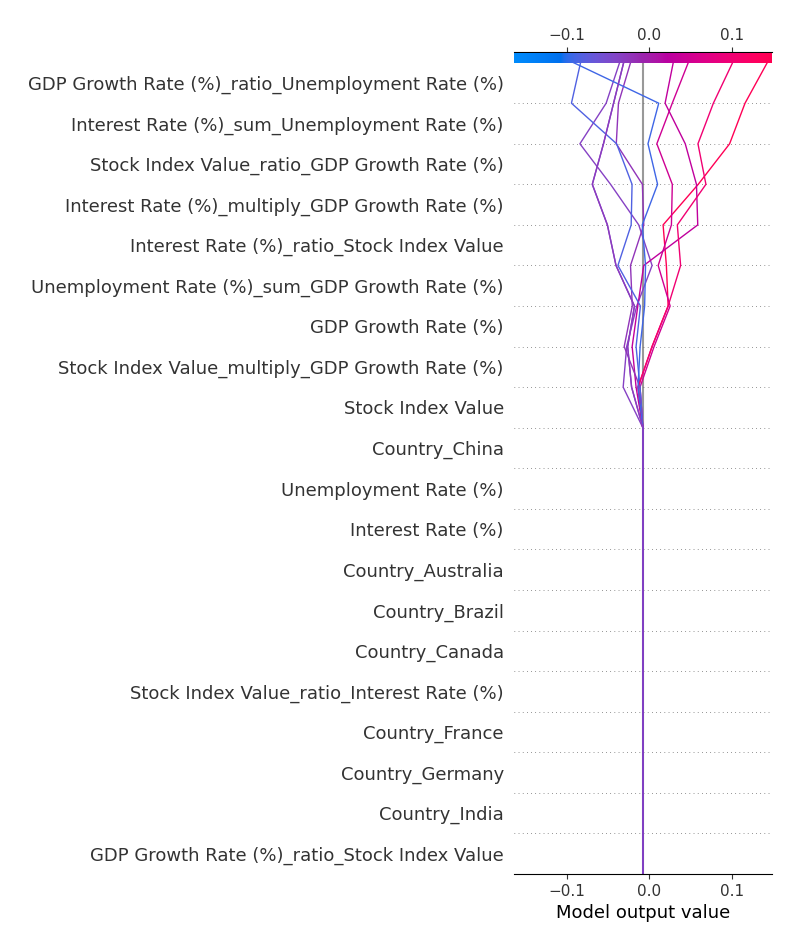 −0.1 0.0 0.1
GDP Growth Rate (%)_ratio_Unemployment Rate (%)
Interest Rate (%)_sum_Unemployment Rate (%)
Stock Index Value_ratio_GDP Growth Rate (%)
Interest Rate (%)_multiply_GDP Growth Rate (%)
Interest Rate (%)_ratio_Stock Index Value
Unemployment Rate (%)_sum_GDP Growth Rate (%)
GDP Growth Rate (%)
Stock Index Value_multiply_GDP Growth Rate (%)
Stock Index Value
Country_China
Unemployment Rate (%)
Interest Rate (%)
Country_Australia
Country_Brazil
Country_Canada
Stock Index Value_ratio_Interest Rate (%)
Country_France
Country_Germany
Country_India
GDP Growth Rate (%)_ratio_Stock Index Value
−0.1 0.0 0.1
Model output value